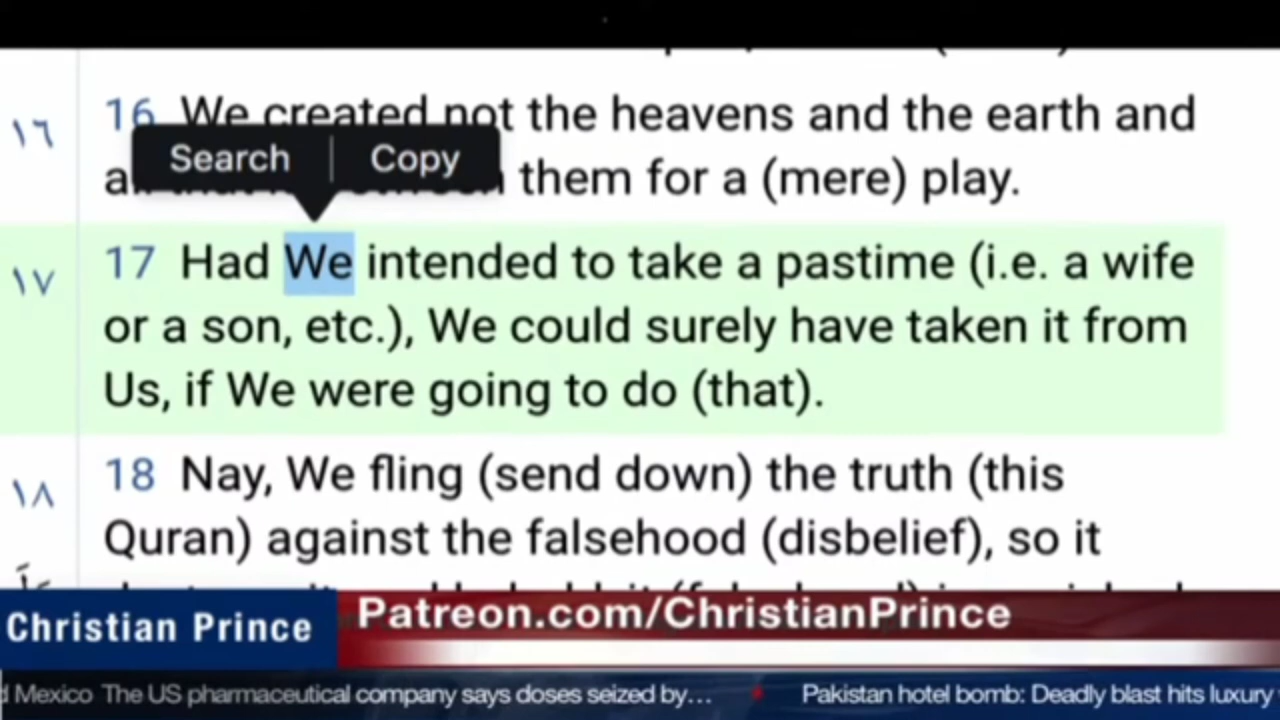 ١٦
16 We created not the heavens and the earth and
Search Copy
them for a (mere) play.
١٧
17 Had We intended to take a pastime (i.e. a wife
or a son, etc.), We could surely have taken it from
Us, if We were going to do (that).
١٨
18 Nay, We fling (send down) the truth (this
Quran) against the falsehood (disbelief), so it
Christian Prince
Patreon.com/ChristianPrince
d Mexico The US pharmaceutical company says doses seized by… • Pakistan hotel bomb: Deadly blast hits luxury